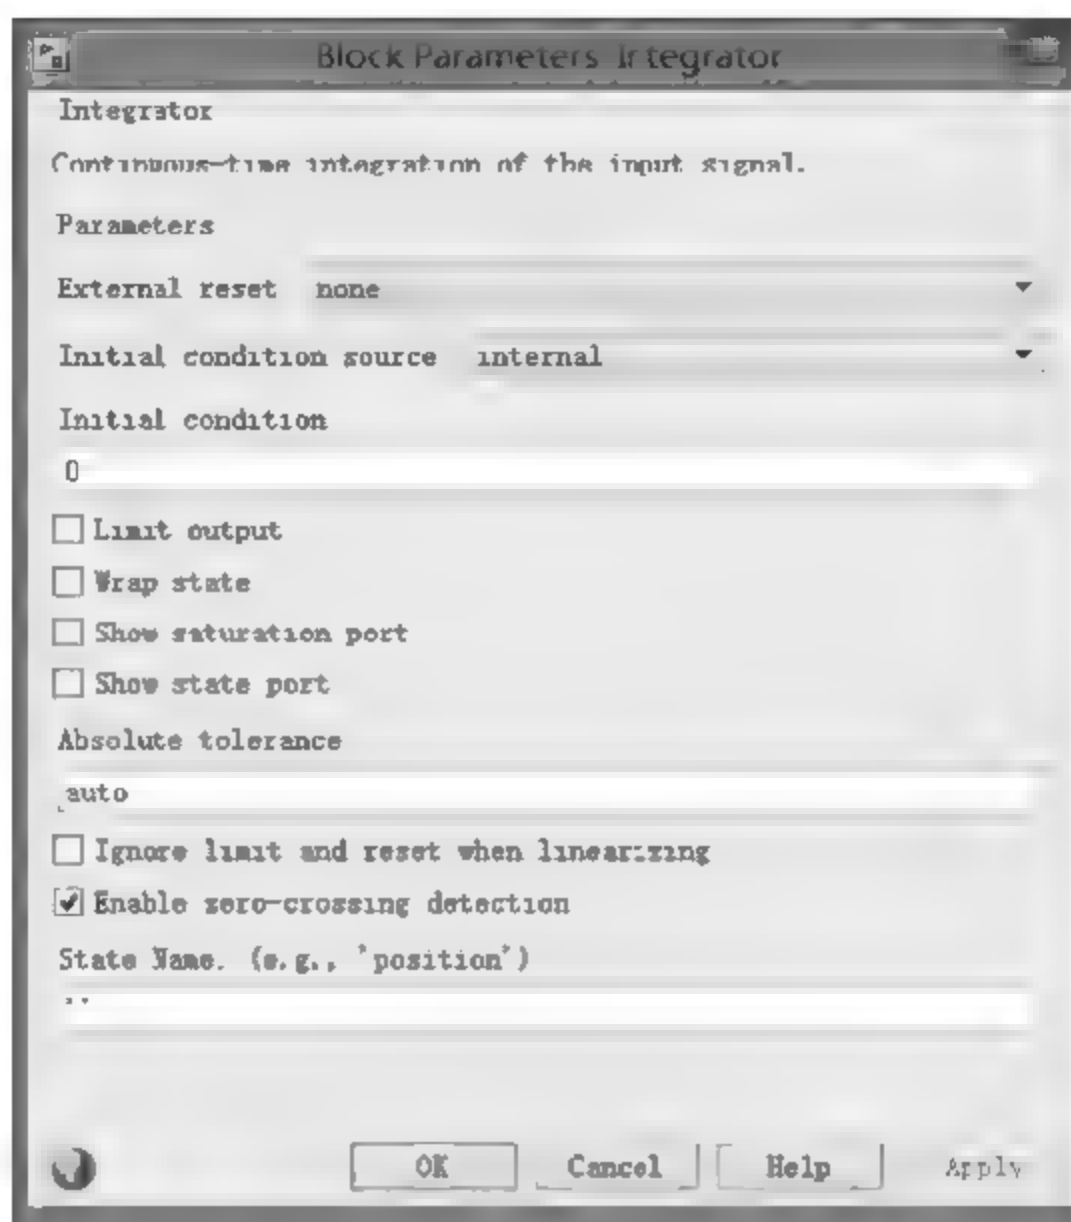 Block Parameters Integrator
Integrator
Continuous-time integration of the input signal.
Parameters
External reset none
Initial condition source internal
Initial condition
0
Limit output
Wrap state
Show saturation port
Show state port
Absolute tolerance
auto
Ignore limit and reset when linearizing
Enable zero-crossing detection
State Name. (e.g., 'position')
''
OK Cancel Help Apply